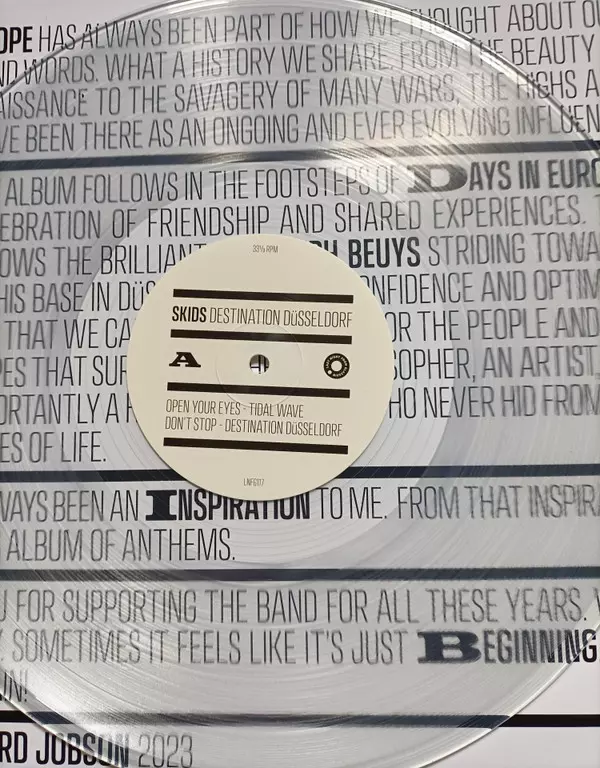 OPE HAS ALWAYS BEEN PART OF HOW WE THOUGHT ABOUT OU
ND WORDS. WHAT A HISTORY WE SHARE. FROM THE BEAUTY
AISSANCE TO THE SAVAGERY OF MANY WARS, THE HIGHS A
VE BEEN THERE AS AN ONGOING AND EVER EVOLVING INFLUEN
ALBUM FOLLOWS IN THE FOOTSTEPS OF DAYS IN EURO
EBRATION OF FRIENDSHIP AND SHARED EXPERIENCES. T
OWS THE BRILLIANT PH BEUYS STRIDING TOWA
HIS BASE IN DÜS ONFIDENCE AND OPTIM
THAT WE CA OR THE PEOPLE AND
PES THAT SUR SOPHER, AN ARTIST,
ORTANTLY A F HO NEVER HID FROM
ES OF LIFE.
WAYS BEEN AN INSPIRATION TO ME. FROM THAT INSPIRA
ALBUM OF ANTHEMS.
U FOR SUPPORTING THE BAND FOR ALL THESE YEARS. W
, SOMETIMES IT FEELS LIKE IT'S JUST BEGINNING
UN!
RD JOBSON 2023
33⅓ RPM
SKIDS DESTINATION DüSSELDORF
A
OPEN YOUR EYES - TIDAL WAVE
DON'T STOP - DESTINATION DüSSELDORF
LNFG117